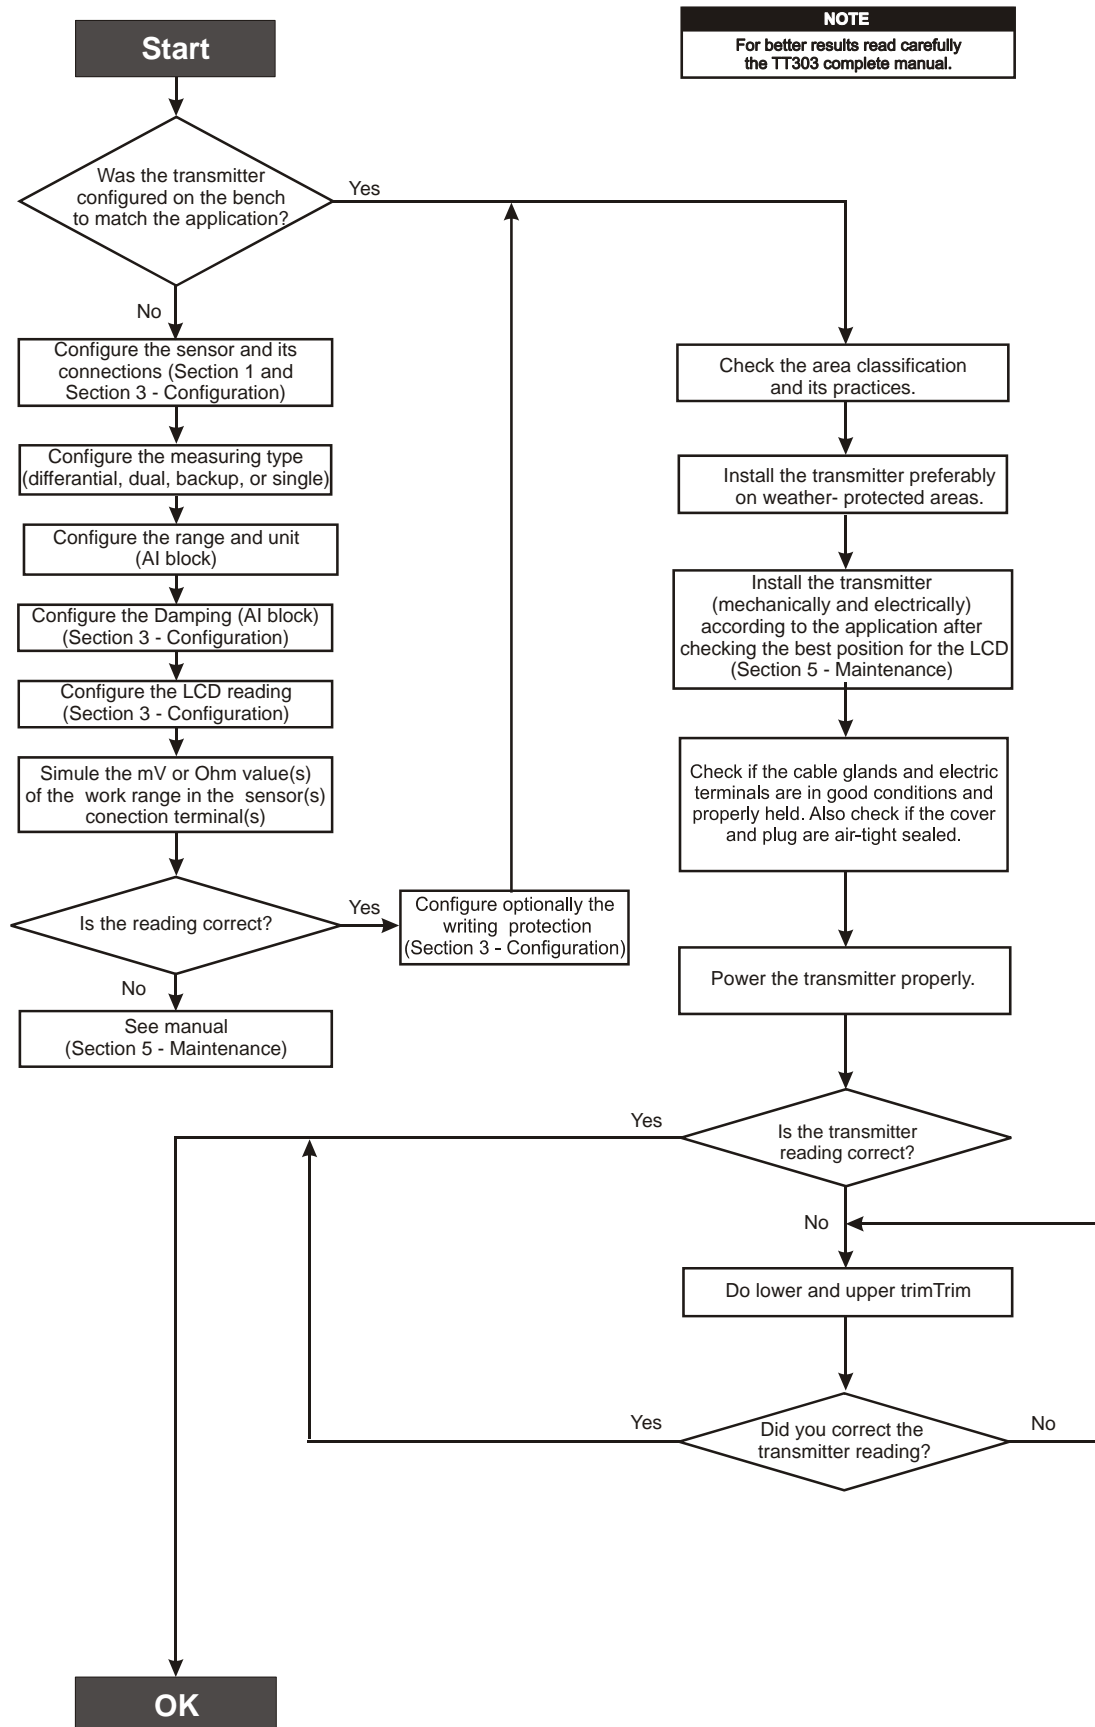 Start
NOTE
For better results read carefully
the TT303 complete manual.
Was the transmitter
configured on the bench
to match the application?
Yes
No
Configure the sensor and its
connections (Section 1 and
Section 3 - Configuration)
Configure the measuring type
(differantial, dual, backup, or single)
Configure the range and unit
(AI block)
Configure the Damping (AI block)
(Section 3 - Configuration)
Configure the LCD reading
(Section 3 - Configuration)
Simule the mV or Ohm value(s)
of the work range in the sensor(s)
conection terminal(s)
Is the reading correct?
Yes
Configure optionally the
writing protection
(Section 3 - Configuration)
No
See manual
(Section 5 - Maintenance)
Check the area classification
and its practices.
Install the transmitter preferably
on weather- protected areas.
Install the transmitter
(mechanically and electrically)
according to the application after
checking the best position for the LCD
(Section 5 - Maintenance)
Check if the cable glands and electric
terminals are in good conditions and
properly held. Also check if the cover
and plug are air-tight sealed.
Power the transmitter properly.
Yes
Is the transmitter
reading correct?
No
Do lower and upper trimTrim
Yes
Did you correct the
transmitter reading?
No
OK